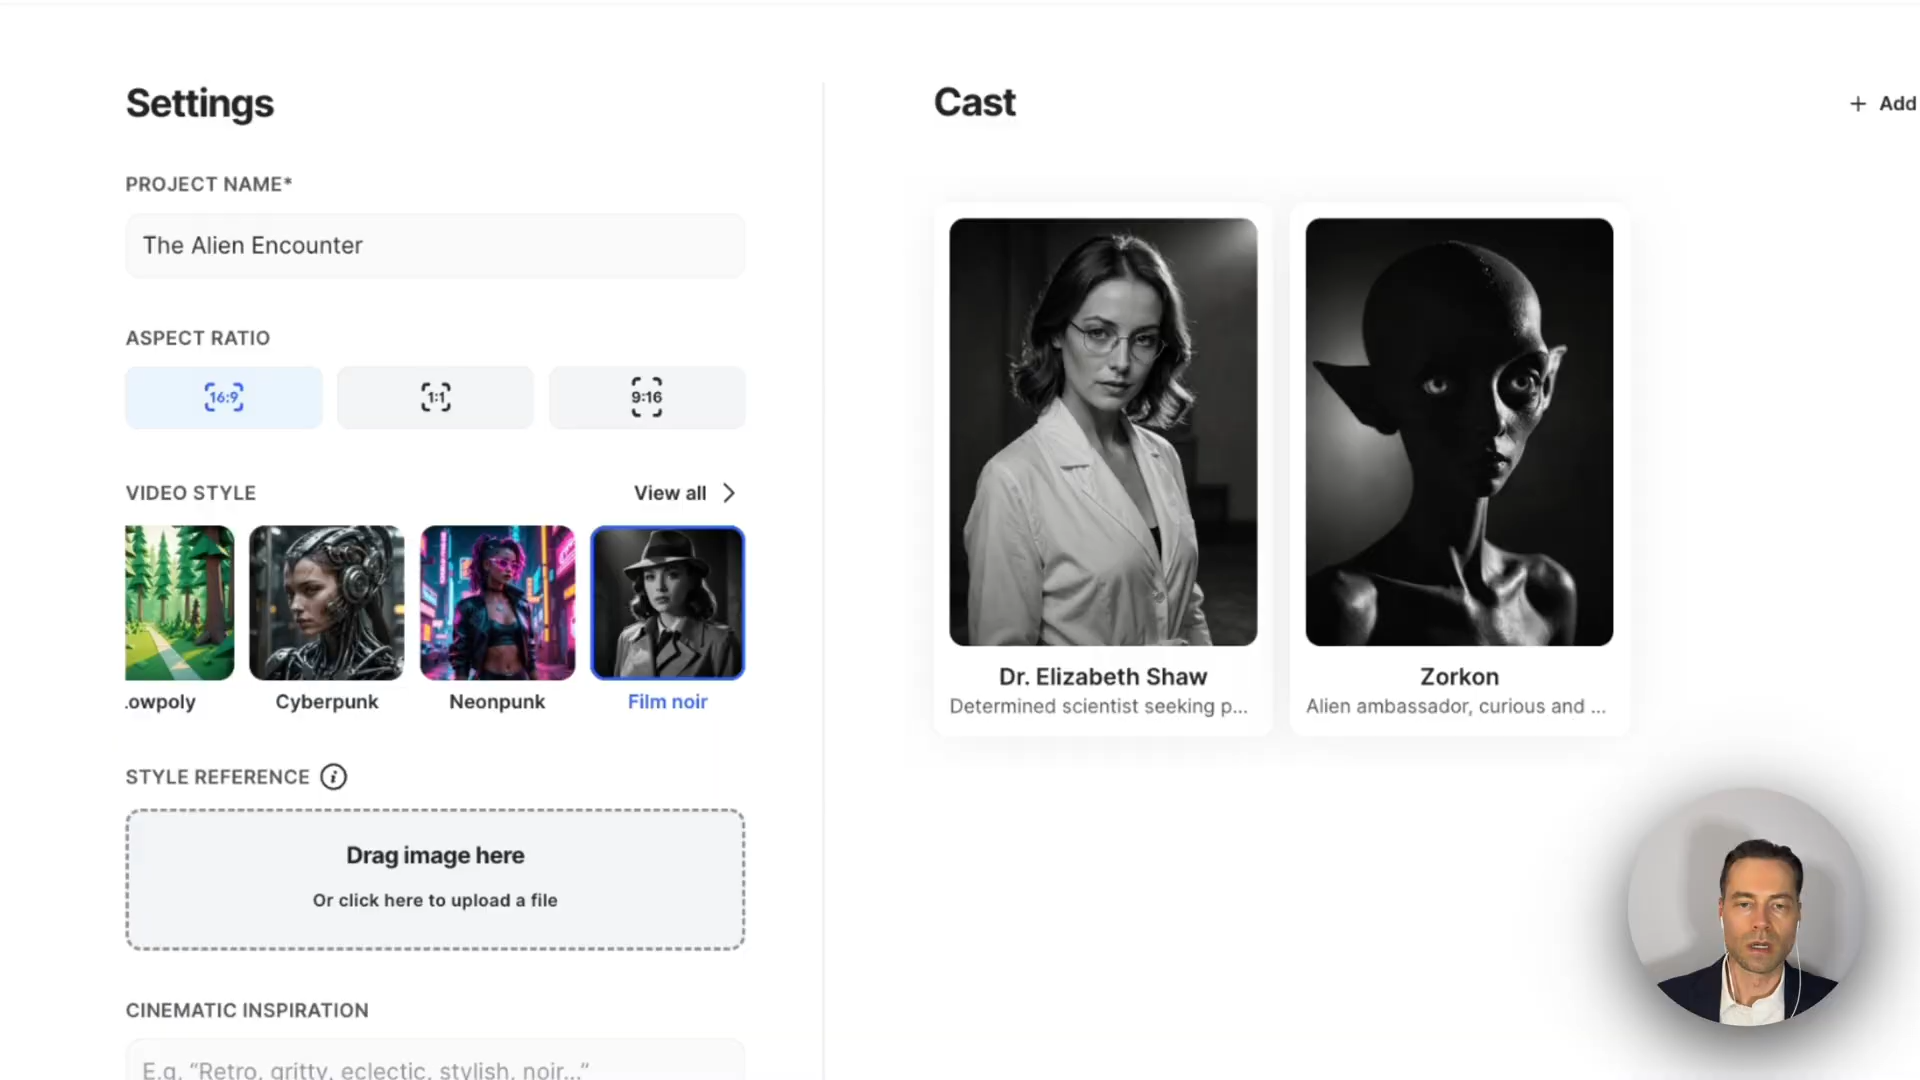 Settings
PROJECT NAME*
The Alien Encounter
ASPECT RATIO
16:9
1:1
9:16
VIDEO STYLE
View all
.owpoly
Cyberpunk
Neonpunk
Film noir
STYLE REFERENCE
Drag image here
Or click here to upload a file
CINEMATIC INSPIRATION
E.g. “Retro, gritty, eclectic, stylish, noir...”
Cast
+ Add
Dr. Elizabeth Shaw
Determined scientist seeking p...
Zorkon
Alien ambassador, curious and ...